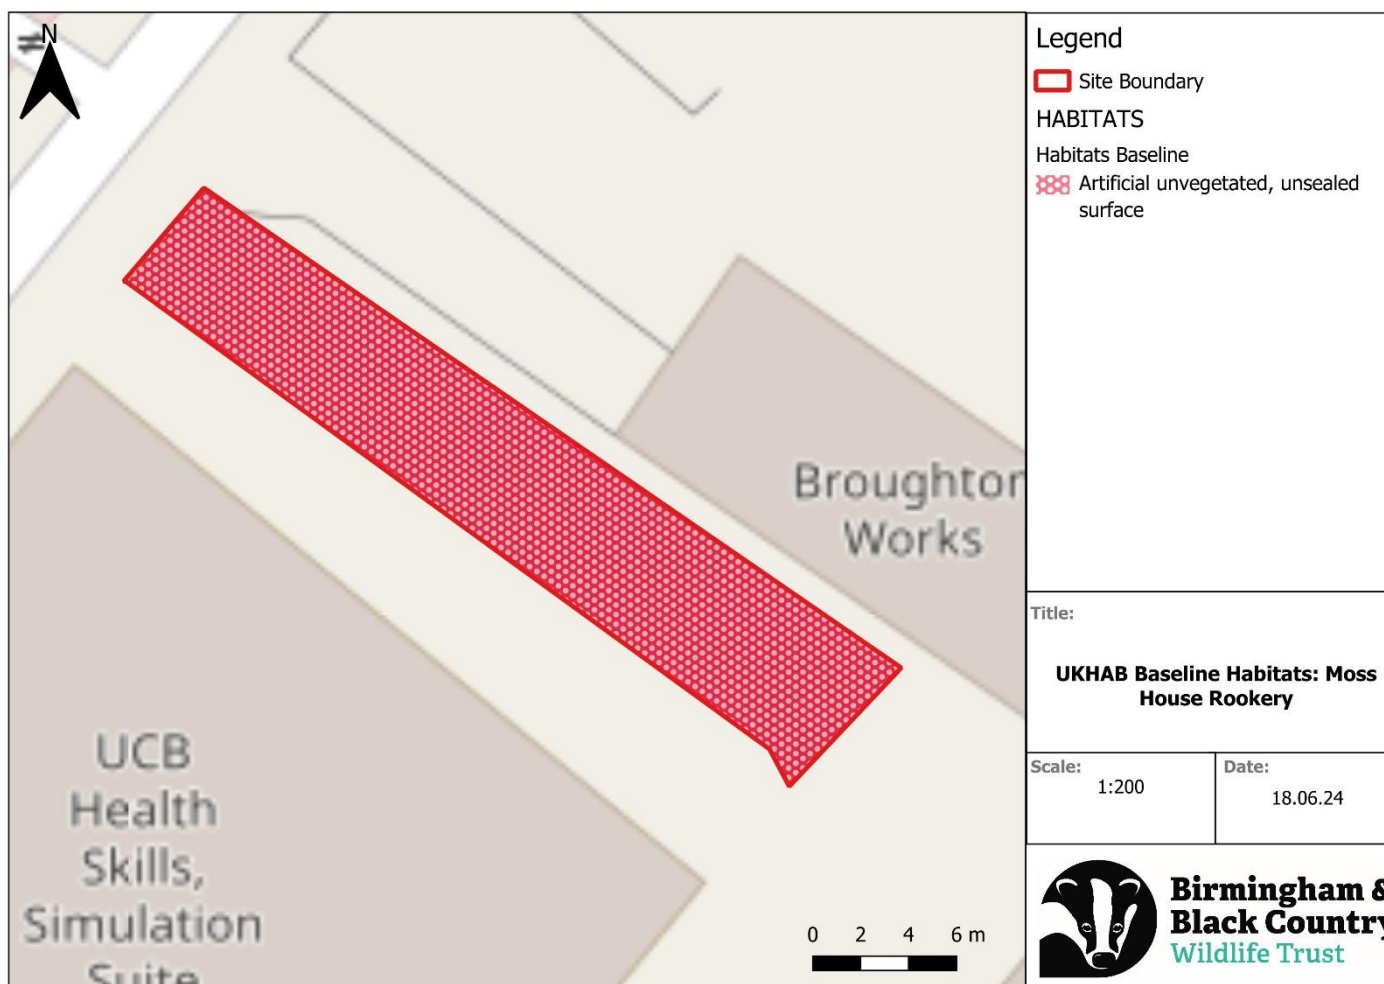 N
Broughton
Works
UCB
Health
Skills,
Simulation
Suite
0 2 4 6 m
Legend
Site Boundary
HABITATS
Habitats Baseline
Artificial unvegetated, unsealed
surface
Title:
UKHAB Baseline Habitats: Moss
House Rookery
Scale:
1:200
Date:
18.06.24
Birmingham &
Black Country
Wildlife Trust